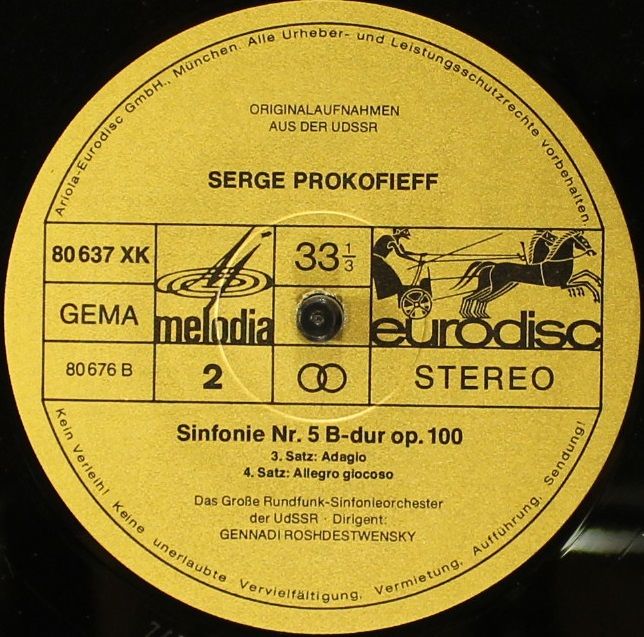 Ariola-Eurodisc GmbH., München. Alle Urheber- und Leistungsschutzrechte vorbehalten.
ORIGINALAUFNAHMEN
AUS DER UDSSR
SERGE PROKOFIEFF
80 637 XK
33 1/3
GEMA
melodia
eurodisc
80 676 B
2
STEREO
Sinfonie Nr. 5 B-dur op. 100
3. Satz: Adagio
4. Satz: Allegro giocoso
Das Große Rundfunk-Sinfonieorchester
der UdSSR · Dirigent:
GENNADI ROSHDESTWENSKY
Kein Verleih! Keine unerlaubte Vervielfältigung, Vermietung, Aufführung, Sendung!